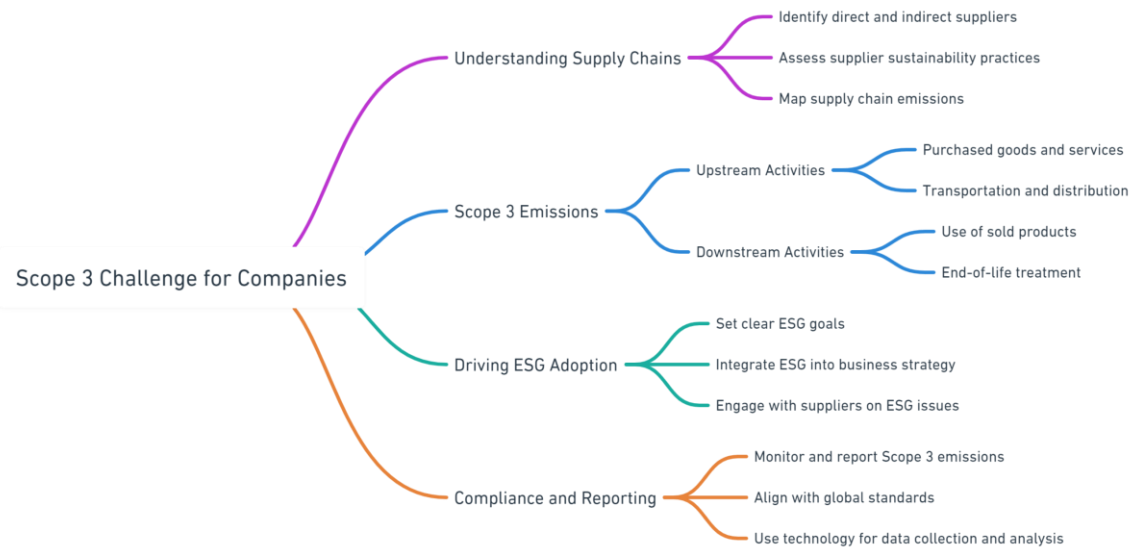 Scope 3 Challenge for Companies
Understanding Supply Chains
Identify direct and indirect suppliers
Assess supplier sustainability practices
Map supply chain emissions
Scope 3 Emissions
Upstream Activities
Purchased goods and services
Transportation and distribution
Downstream Activities
Use of sold products
End-of-life treatment
Driving ESG Adoption
Set clear ESG goals
Integrate ESG into business strategy
Engage with suppliers on ESG issues
Compliance and Reporting
Monitor and report Scope 3 emissions
Align with global standards
Use technology for data collection and analysis